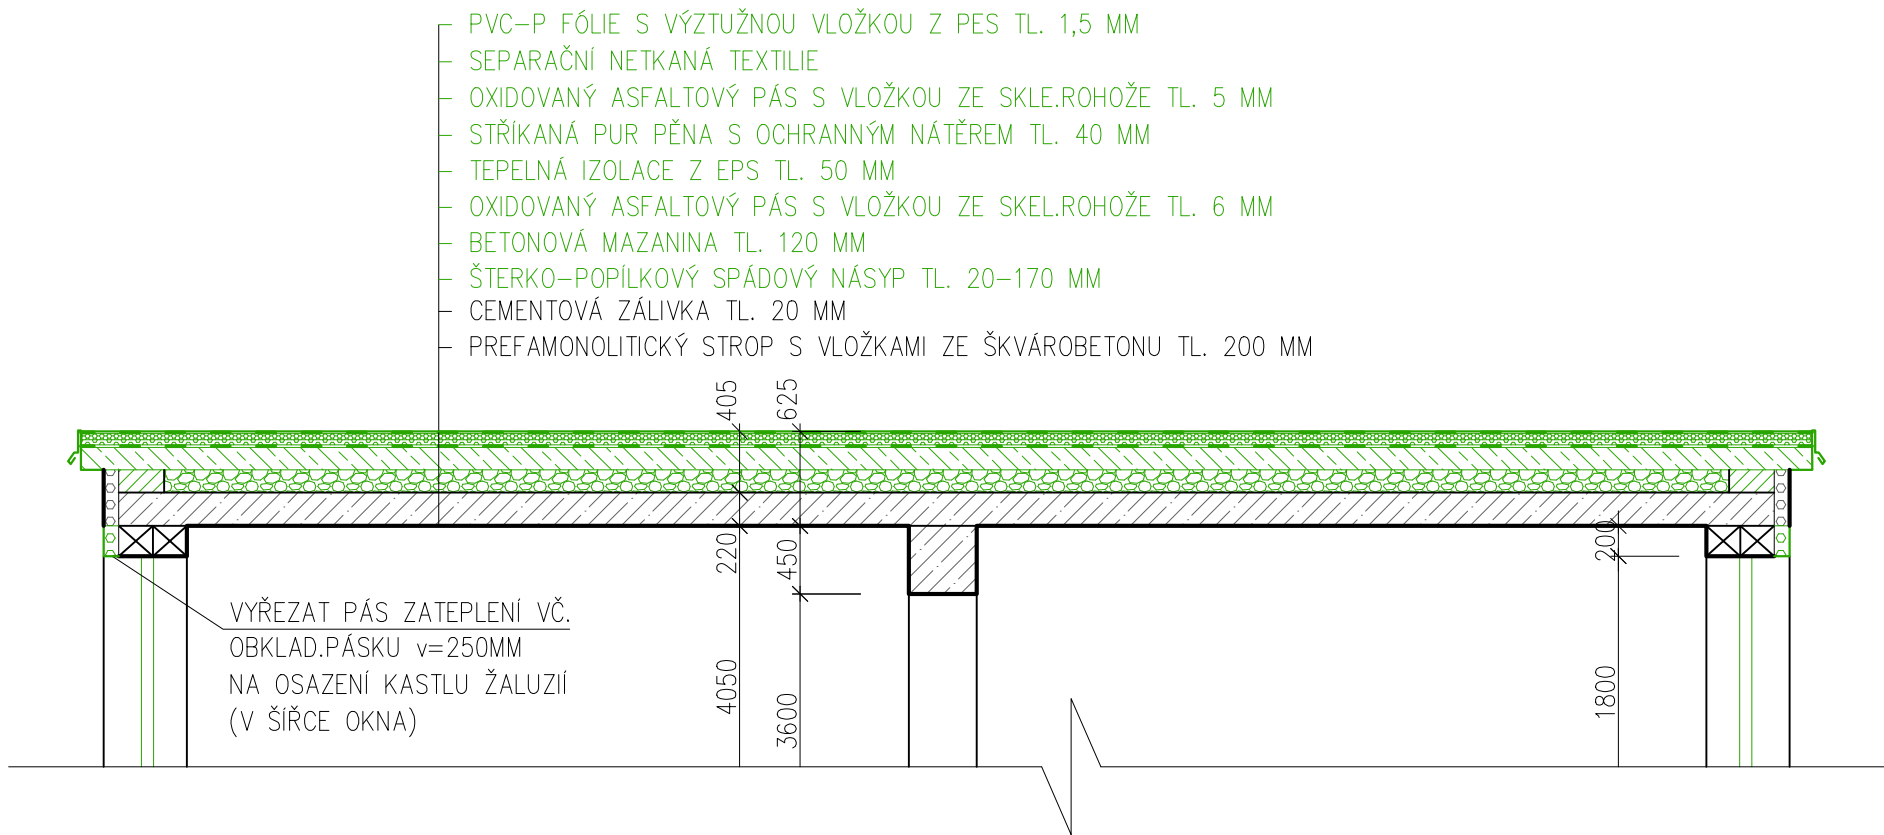 PVC-P FÓLIE S VÝZTUŽNOU VLOŽKOU Z PES TL. 1,5 MM
SEPARAČNÍ NETKANÁ TEXTILIE
OXIDOVANÝ ASFALTOVÝ PÁS S VLOŽKOU ZE SKLE.ROHOŽE TL. 5 MM
STŘÍKANÁ PUR PĚNA S OCHRANNÝM NÁTĚREM TL. 40 MM
TEPELNÁ IZOLACE Z EPS TL. 50 MM
OXIDOVANÝ ASFALTOVÝ PÁS S VLOŽKOU ZE SKEL.ROHOŽE TL. 6 MM
BETONOVÁ MAZANINA TL. 120 MM
ŠTERKO-POPÍLKOVÝ SPÁDOVÝ NÁSYP TL. 20-170 MM
CEMENTOVÁ ZÁLIVKA TL. 20 MM
PREFAMONOLITICKÝ STROP S VLOŽKAMI ZE ŠKVÁROBETONU TL. 200 MM
405
625
220
450
200
VYŘEZAT PÁS ZATEPLENÍ VČ.
OBKLAD.PÁSKU v=250MM
NA OSAZENÍ KASTLU ŽALUZIÍ
(V ŠÍŘCE OKNA)
4050
3600
1800